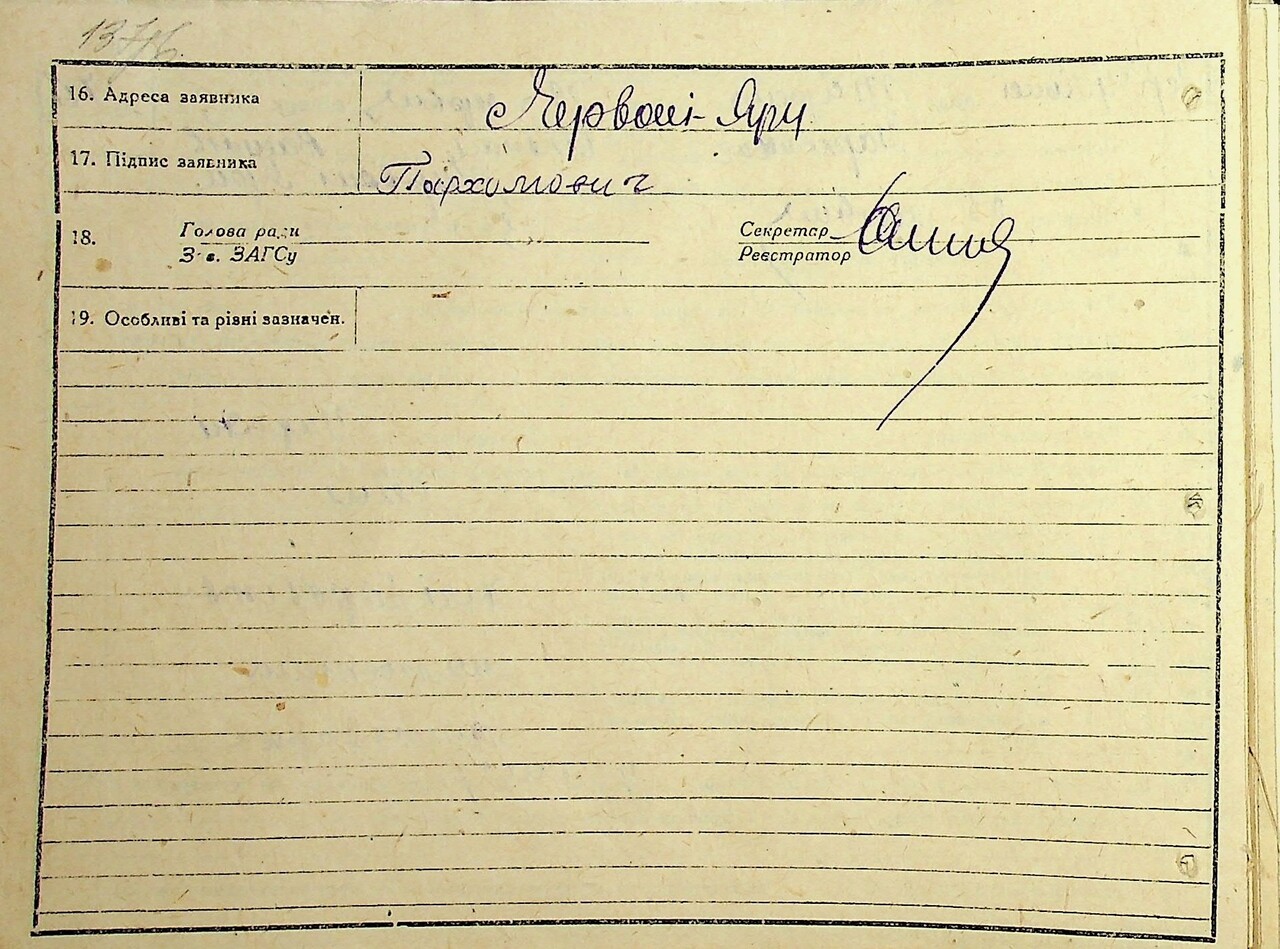 16. Адреса заявника Червоні-Яри
17. Підпис заявника Пархомович
18. Голова ради Секретар
З-в. ЗАГСу Реєстратор
19. Особливі та різні зазначен.